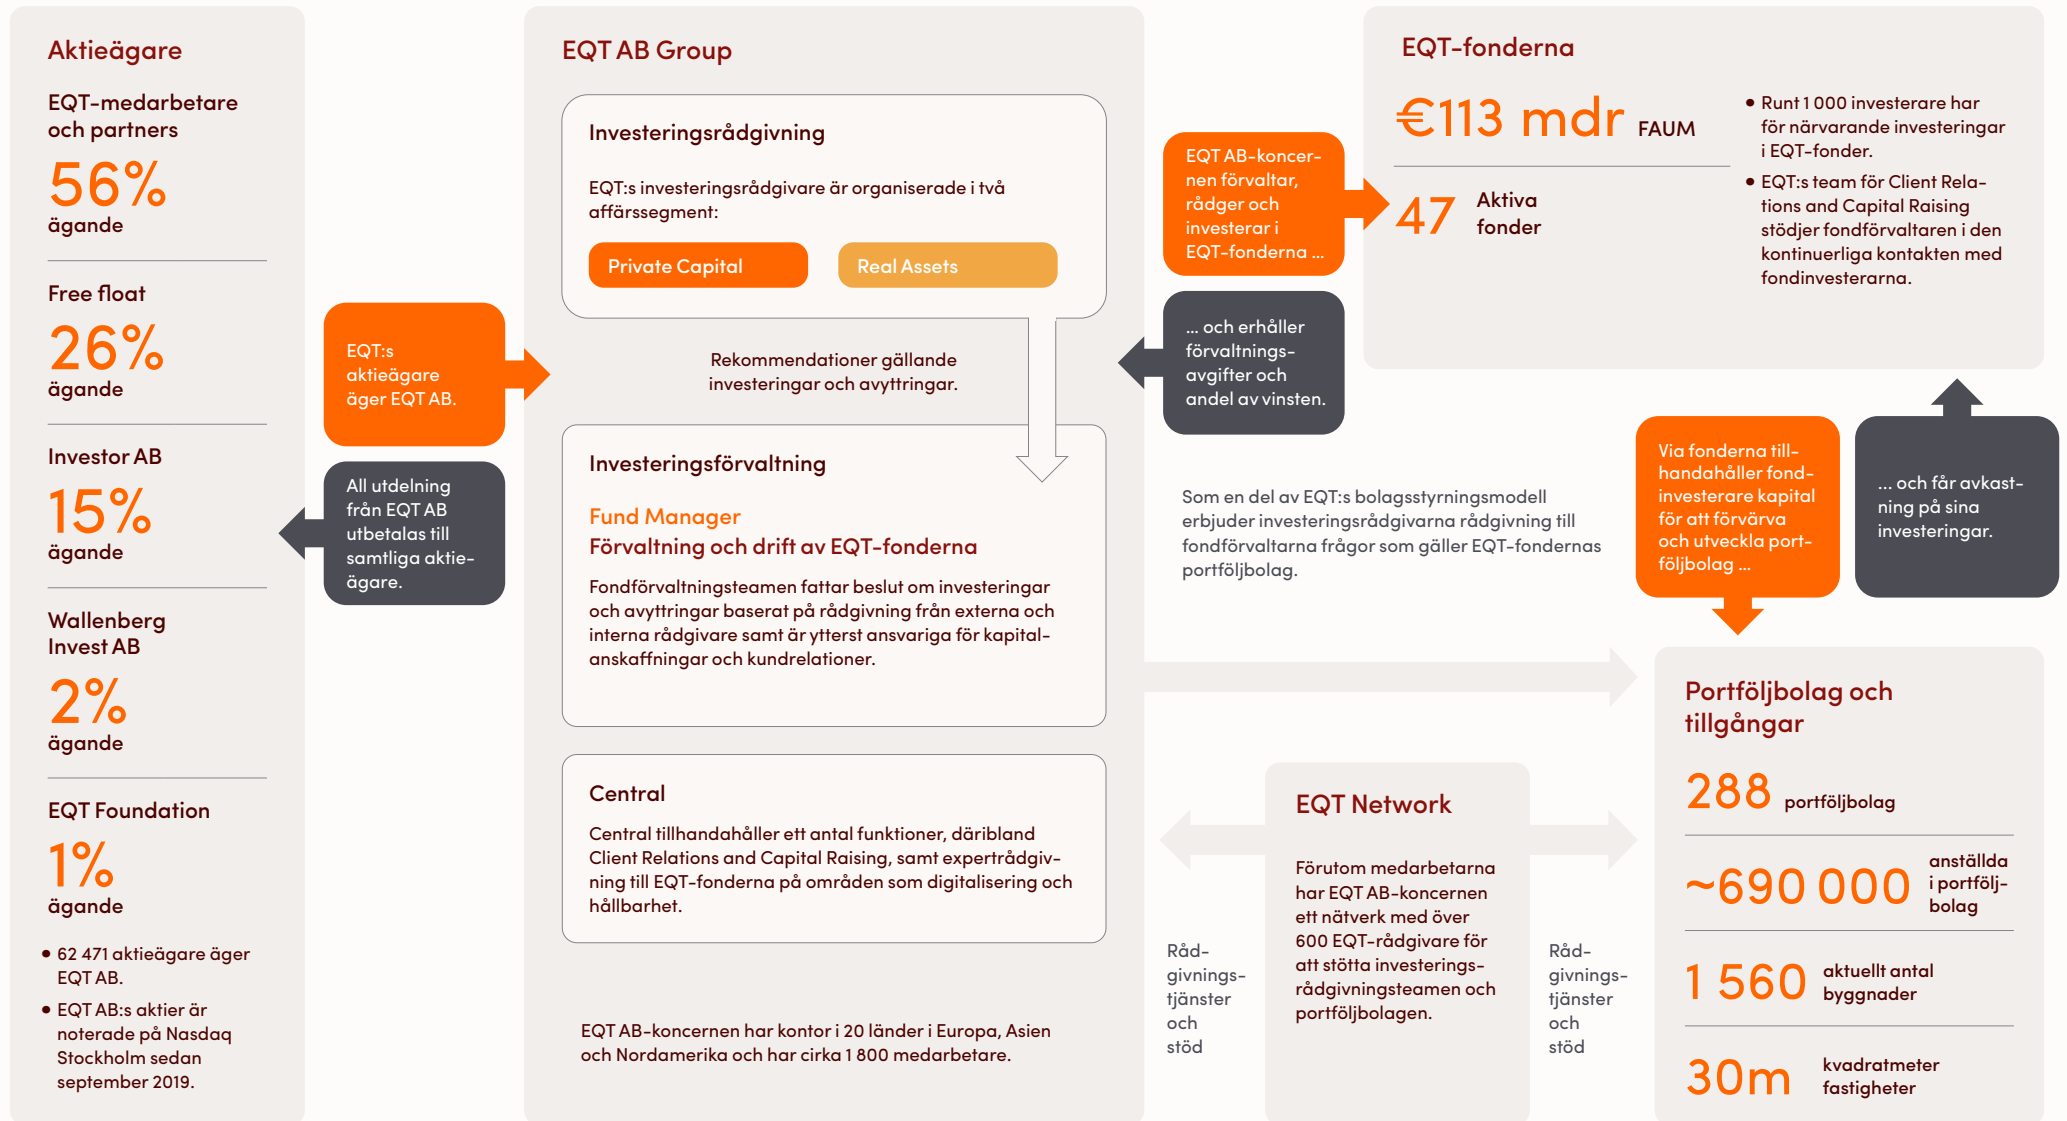 Aktieägare
EQT-medarbetare
och partners
56%
ägande
Free float
26%
ägande
Investor AB
15%
ägande
Wallenberg
Invest AB
2%
ägande
EQT Foundation
1%
ägande
• 62 471 aktieägare äger
EQT AB.
• EQT AB:s aktier är
noterade på Nasdaq
Stockholm sedan
september 2019.
EQT:s
aktieägare
äger EQT AB.
All utdelning
från EQT AB
utbetalas till
samtliga aktie-
ägare.
EQT AB Group
Investeringsrådgivning
EQT:s investeringsrådgivare är organiserade i två
affärssegment:
Private Capital
Real Assets
Rekommendationer gällande
investeringar och avyttringar.
Investeringsförvaltning
Fund Manager
Förvaltning och drift av EQT-fonderna
Fondförvaltningsteamen fattar beslut om investeringar
och avyttringar baserat på rådgivning från externa och
interna rådgivare samt är ytterst ansvariga för kapital-
anskaffningar och kundrelationer.
Central
Central tillhandahåller ett antal funktioner, däribland
Client Relations and Capital Raising, samt expertrådgiv-
ning till EQT-fonderna på områden som digitalisering och
hållbarhet.
EQT AB-koncernen har kontor i 20 länder i Europa, Asien
och Nordamerika och har cirka 1 800 medarbetare.
EQT AB-koncer-
nen förvaltar,
rådger och
investerar i
EQT-fonderna ...
... och erhåller
förvaltnings-
avgifter och
andel av vinsten.
EQT-fonderna
€113 mdr FAUM
47 Aktiva
fonder
• Runt 1 000 investerare har
för närvarande investeringar
i EQT-fonder.
• EQT:s team för Client Rela-
tions and Capital Raising
stödjer fondförvaltaren i den
kontinuerliga kontakten med
fondinvesterarna.
Som en del av EQT:s bolagsstyrningsmodell
erbjuder investeringsrådgivarna rådgivning till
fondförvaltarna frågor som gäller EQT-fondernas
portföljbolag.
Via fonderna till-
handahåller fond-
investerare kapital
för att förvärva
och utveckla port-
följbolag ...
... och får avkast-
ning på sina
investeringar.
Råd-
givnings-
tjänster
och
stöd
EQT Network
Förutom medarbetarna
har EQT AB-koncernen
ett nätverk med över
600 EQT-rådgivare för
att stötta investerings-
rådgivningsteamen och
portföljbolagen.
Råd-
givnings-
tjänster
och
stöd
Portföljbolag och
tillgångar
288 portföljbolag
~690 000 anställda
i portfölj-
bolag
1 560 aktuellt antal
byggnader
30m kvadratmeter
fastigheter